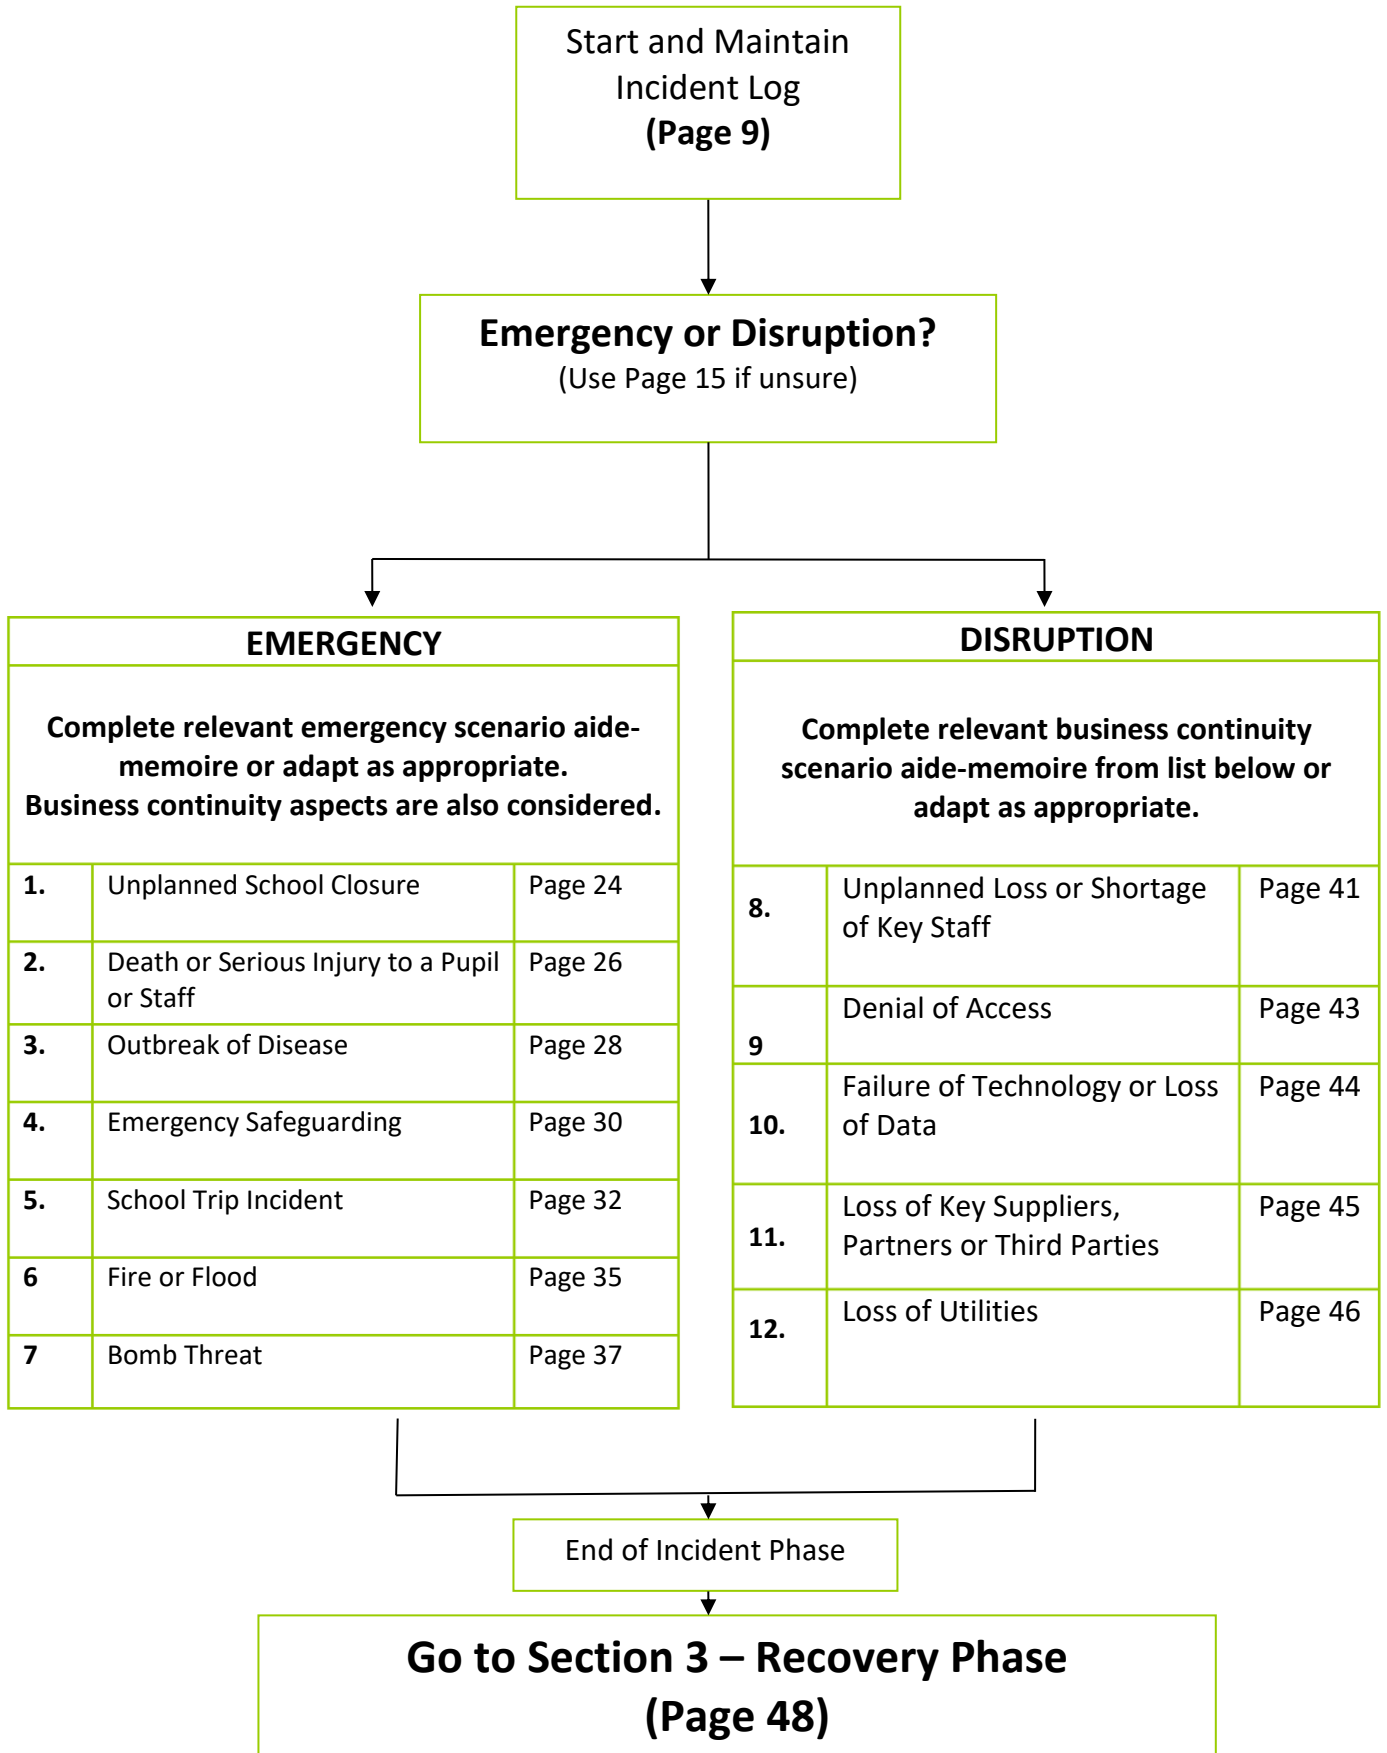 Start and Maintain
Incident Log
(Page 9)
Emergency or Disruption?
(Use Page 15 if unsure)
EMERGENCY
Complete relevant emergency scenario aide-
memoire or adapt as appropriate.
Business continuity aspects are also considered.
1. Unplanned School Closure Page 24
2. Death or Serious Injury to a Pupil Page 26
or Staff
3. Outbreak of Disease Page 28
4. Emergency Safeguarding Page 30
5. School Trip Incident Page 32
6 Fire or Flood Page 35
7 Bomb Threat Page 37
DISRUPTION
Complete relevant business continuity
scenario aide-memoire from list below or
adapt as appropriate.
8. Unplanned Loss or Shortage Page 41
of Key Staff
9 Denial of Access Page 43
10. Failure of Technology or Loss Page 44
of Data
11. Loss of Key Suppliers, Page 45
Partners or Third Parties
12. Loss of Utilities Page 46
End of Incident Phase
Go to Section 3 – Recovery Phase
(Page 48)